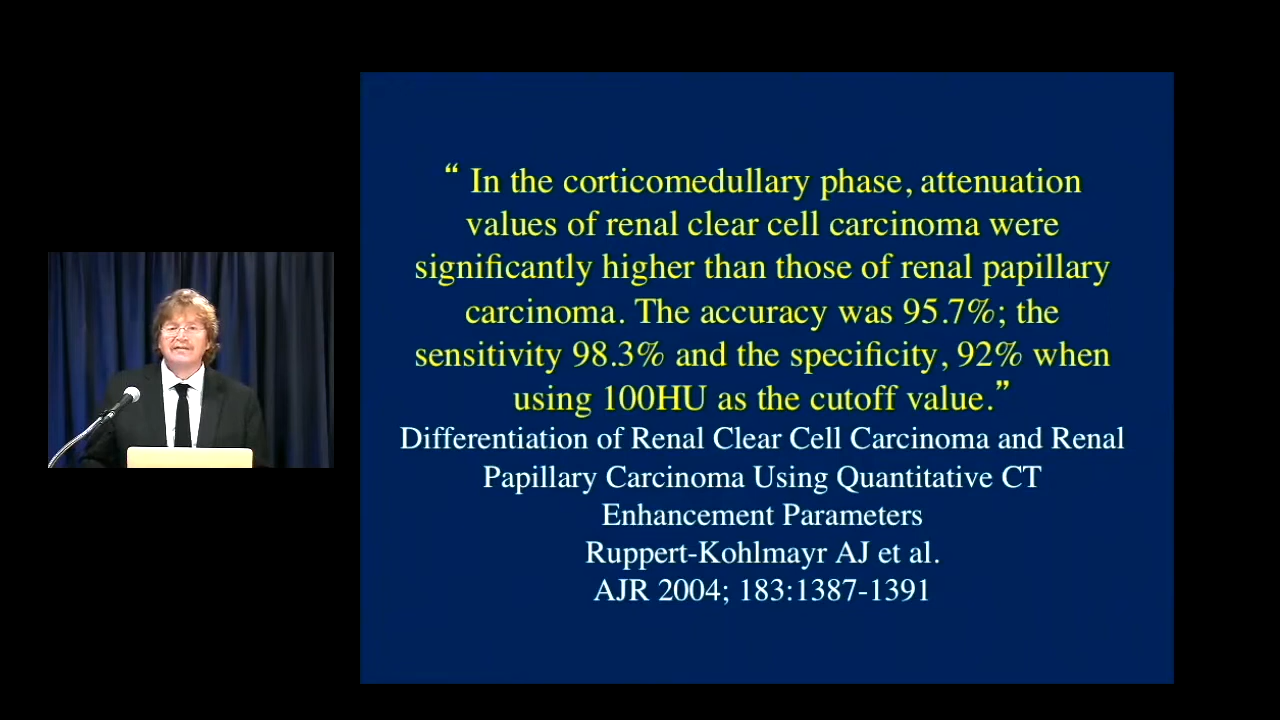 “ In the corticomedullary phase, attenuation
values of renal clear cell carcinoma were
significantly higher than those of renal papillary
carcinoma. The accuracy was 95.7%; the
sensitivity 98.3% and the specificity, 92% when
using 100HU as the cutoff value.”
Differentiation of Renal Clear Cell Carcinoma and Renal
Papillary Carcinoma Using Quantitative CT
Enhancement Parameters
Ruppert-Kohlmayr AJ et al.
AJR 2004; 183:1387-1391